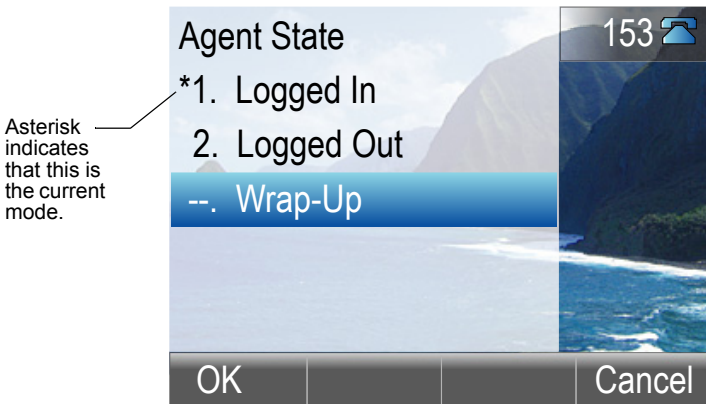 Agent State
153
*1. Logged In
2. Logged Out
--. Wrap-Up
OK
Cancel
Asterisk
indicates
that this is
the current
mode.